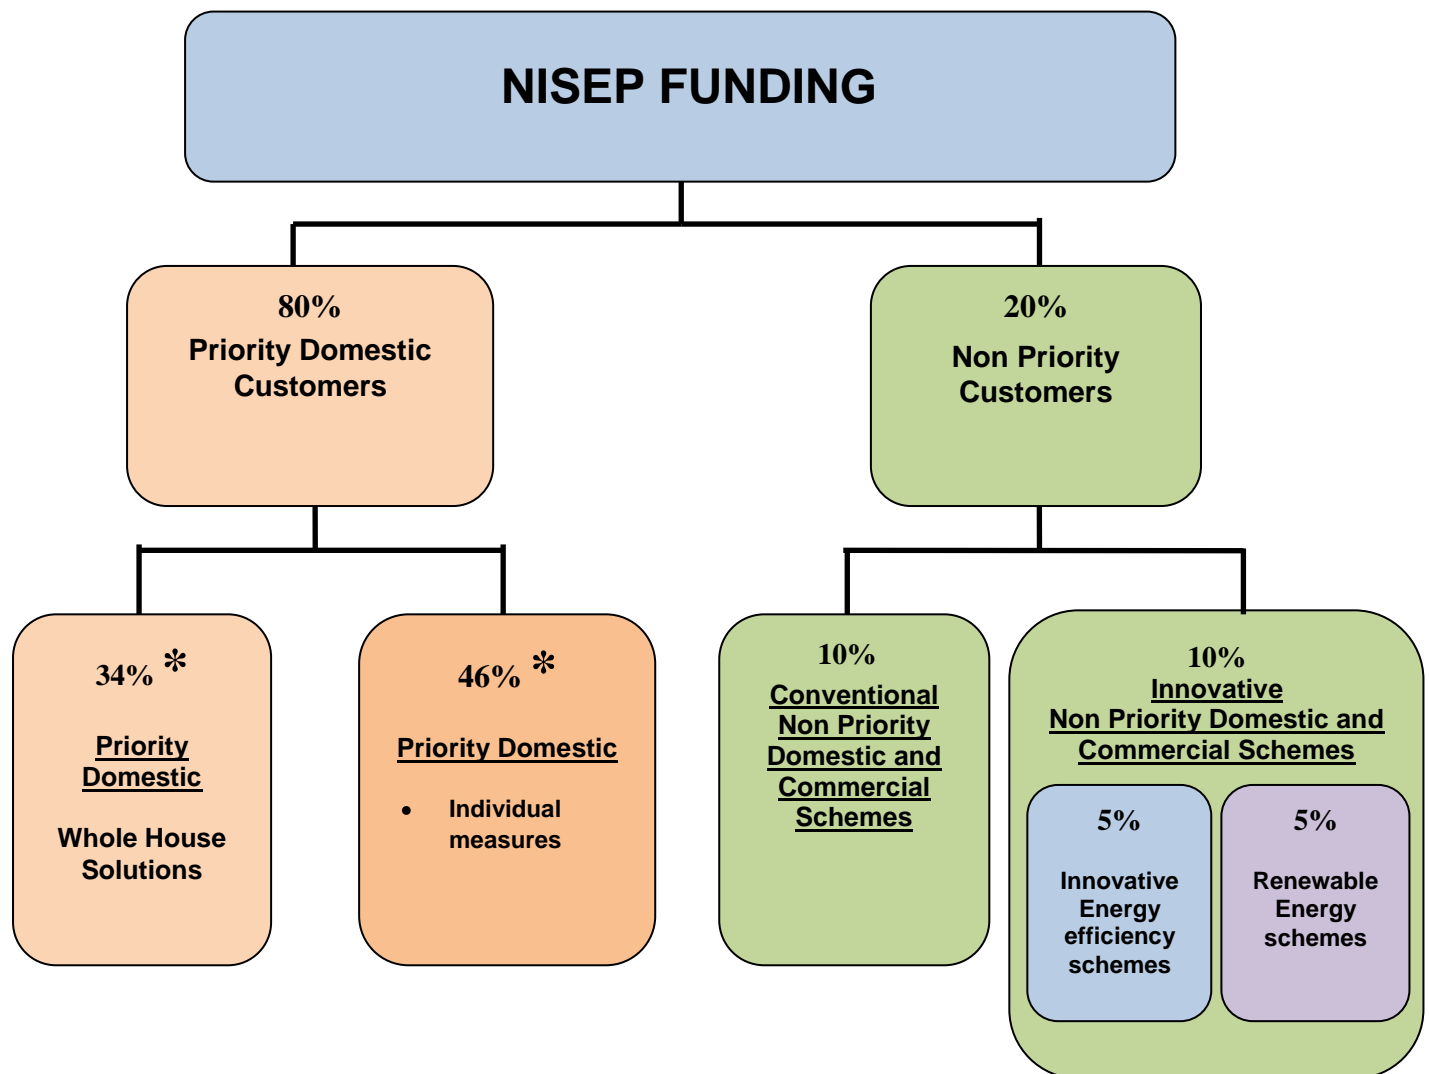 NISEP FUNDING
80%
Priority Domestic
Customers
20%
Non Priority
Customers
34% *
Priority
Domestic
Whole House
Solutions
46% *
Priority Domestic
• Individual
measures
10%
Conventional
Non Priority
Domestic and
Commercial
Schemes
10%
Innovative
Non Priority Domestic and
Commercial Schemes
5%
Innovative
Energy
efficiency
schemes
5%
Renewable
Energy
schemes